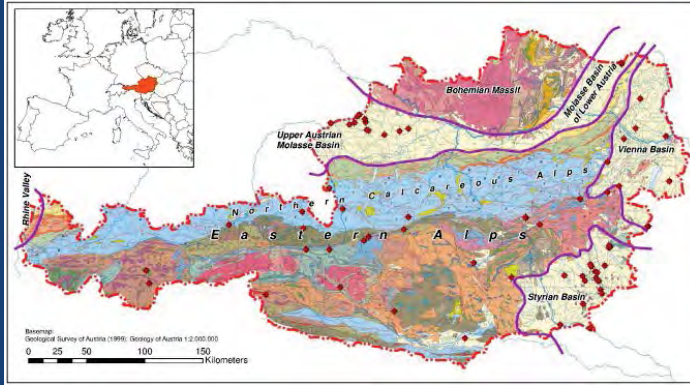 Bohemian Massif
Molasse Basin
of Lower Austria
Upper Austrian
Molasse Basin
Vienna Basin
Rhine Valley
Northern Calcareous Alps
Eastern Alps
Styrian Basin
Basemap:
Geological Survey of Austria (1999): Geology of Austria 1:2.000.000
0 25 50 100 150
Kilometers